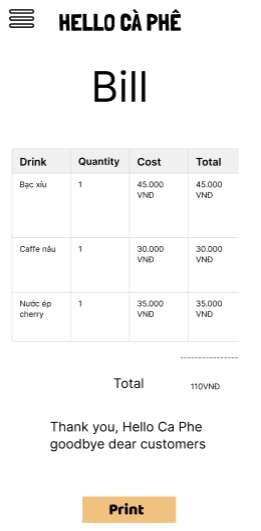 HELLO CÀ PHÊ
Bill
Drink Quantity Cost Total
Bạc xỉu 1 45.000 45.000
VNĐ VNĐ
Caffe nâu 1 30.000 30.000
VNĐ VNĐ
Nước ép 1 35.000 35.000
cherry VNĐ VNĐ
Total 110VNĐ
Thank you, Hello Ca Phe
goodbye dear customers
Print